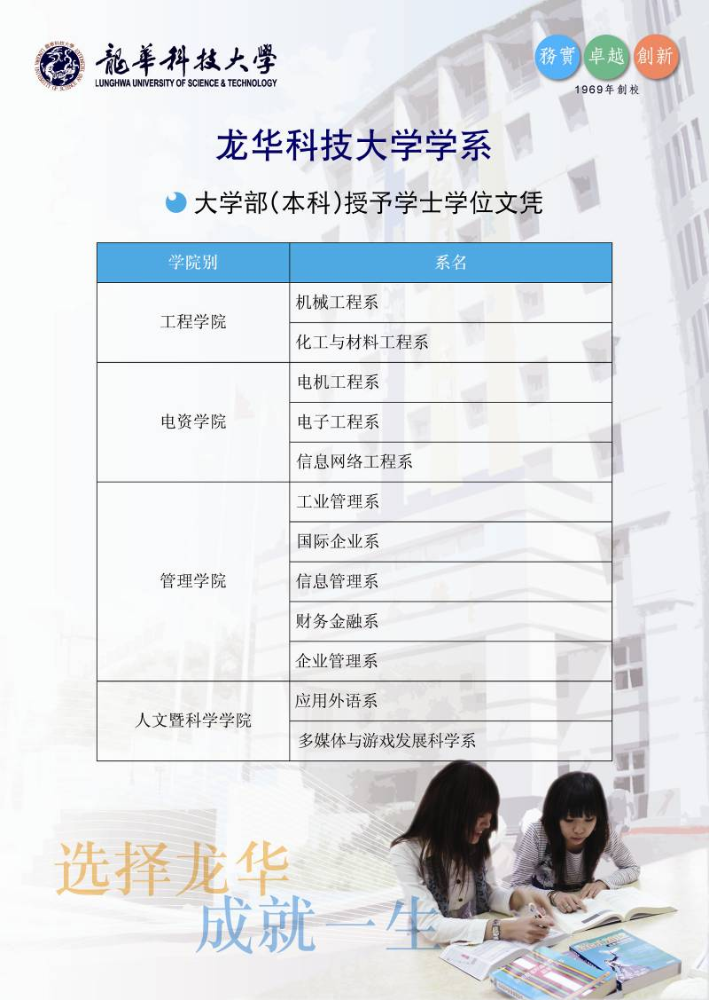 龍華科技大學
LUNGHWA UNIVERSITY OF SCIENCE & TECHNOLOGY
務實 卓越 創新
1969年創校
龙华科技大学学系
大学部(本科)授予学士学位文凭
学院别 系名
工程学院
机械工程系
化工与材料工程系
电资学院
电机工程系
电子工程系
信息网络工程系
管理学院
工业管理系
国际企业系
信息管理系
财务金融系
企业管理系
人文暨科学学院
应用外语系
多媒体与游戏发展科学系
选择龙华
成就一生